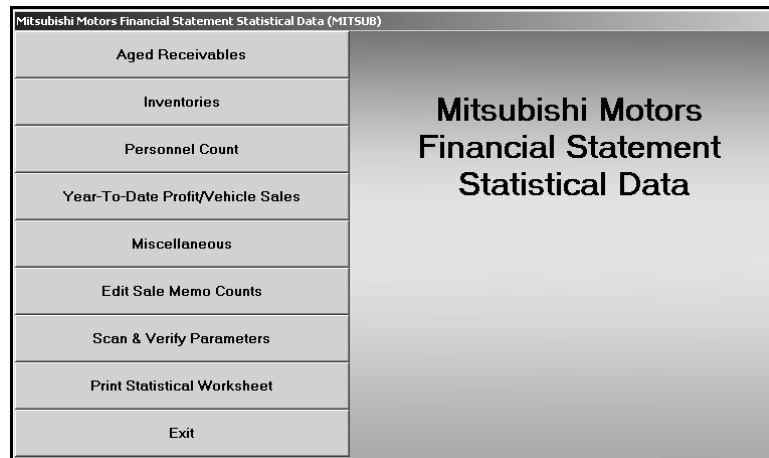 Mitsubishi Motors Financial Statement Statistical Data (MITSUB)
Aged Receivables
Inventories
Personnel Count
Year-To-Date Profit/Vehicle Sales
Miscellaneous
Edit Sale Memo Counts
Scan & Verify Parameters
Print Statistical Worksheet
Exit
Mitsubishi Motors
Financial Statement
Statistical Data